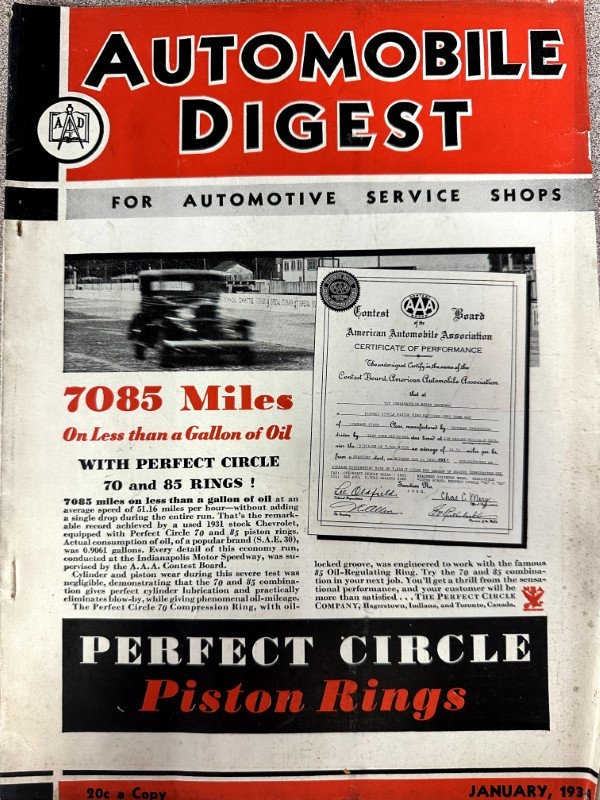 AUTOMOBILE
DIGEST
A D
FOR AUTOMOTIVE SERVICE SHOPS
Contest Board
of the
AAA
American Automobile Association
CERTIFICATE OF PERFORMANCE
Contest Board, American Automobile Association
that at
7085 Miles
On Less than a Gallon of Oil
WITH PERFECT CIRCLE
70 and 85 RINGS !
7085 miles on less than a gallon of oil at an
average speed of 51.16 miles per hour—without adding
a single drop during the entire run. That's the remark-
able record achieved by a used 1931 stock Chevrolet,
equipped with Perfect Circle 70 and 85 piston rings.
Actual consumption of oil, of a popular brand (S.A.E. 30),
was 0.9061 gallons. Every detail of this economy run,
conducted at the Indianapolis Motor Speedway, was su-
pervised by the A.A.A. Contest Board.
Cylinder and piston wear during this severe test was
negligible, demonstrating that the 70 and 85 combina-
tion gives perfect cylinder lubrication and practically
eliminates blow-by, while giving phenomenal oil-mileage.
The Perfect Circle 70 Compression Ring, with oil-
locked groove, was engineered to work with the famous
85 Oil-Regulating Ring. Try the 70 and 85 combina-
tion in your next job. You'll get a thrill from the sensa-
tional performance, and your customer will be
more than satisfied . . . THE PERFECT CIRCLE
COMPANY, Hagerstown, Indiana, and Toronto, Canada.
PERFECT CIRCLE
Piston Rings
20c a Copy
JANUARY, 193